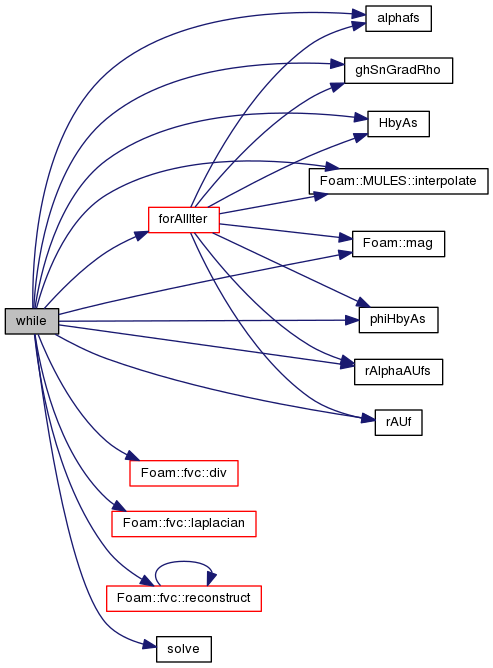 alphafs
ghSnGradRho
HbyAs
Foam::MULES::interpolate
forAllIter
Foam::mag
while
phiHbyAs
rAlphaAUfs
rAUf
Foam::fvc::div
Foam::fvc::laplacian
Foam::fvc::reconstruct
solve